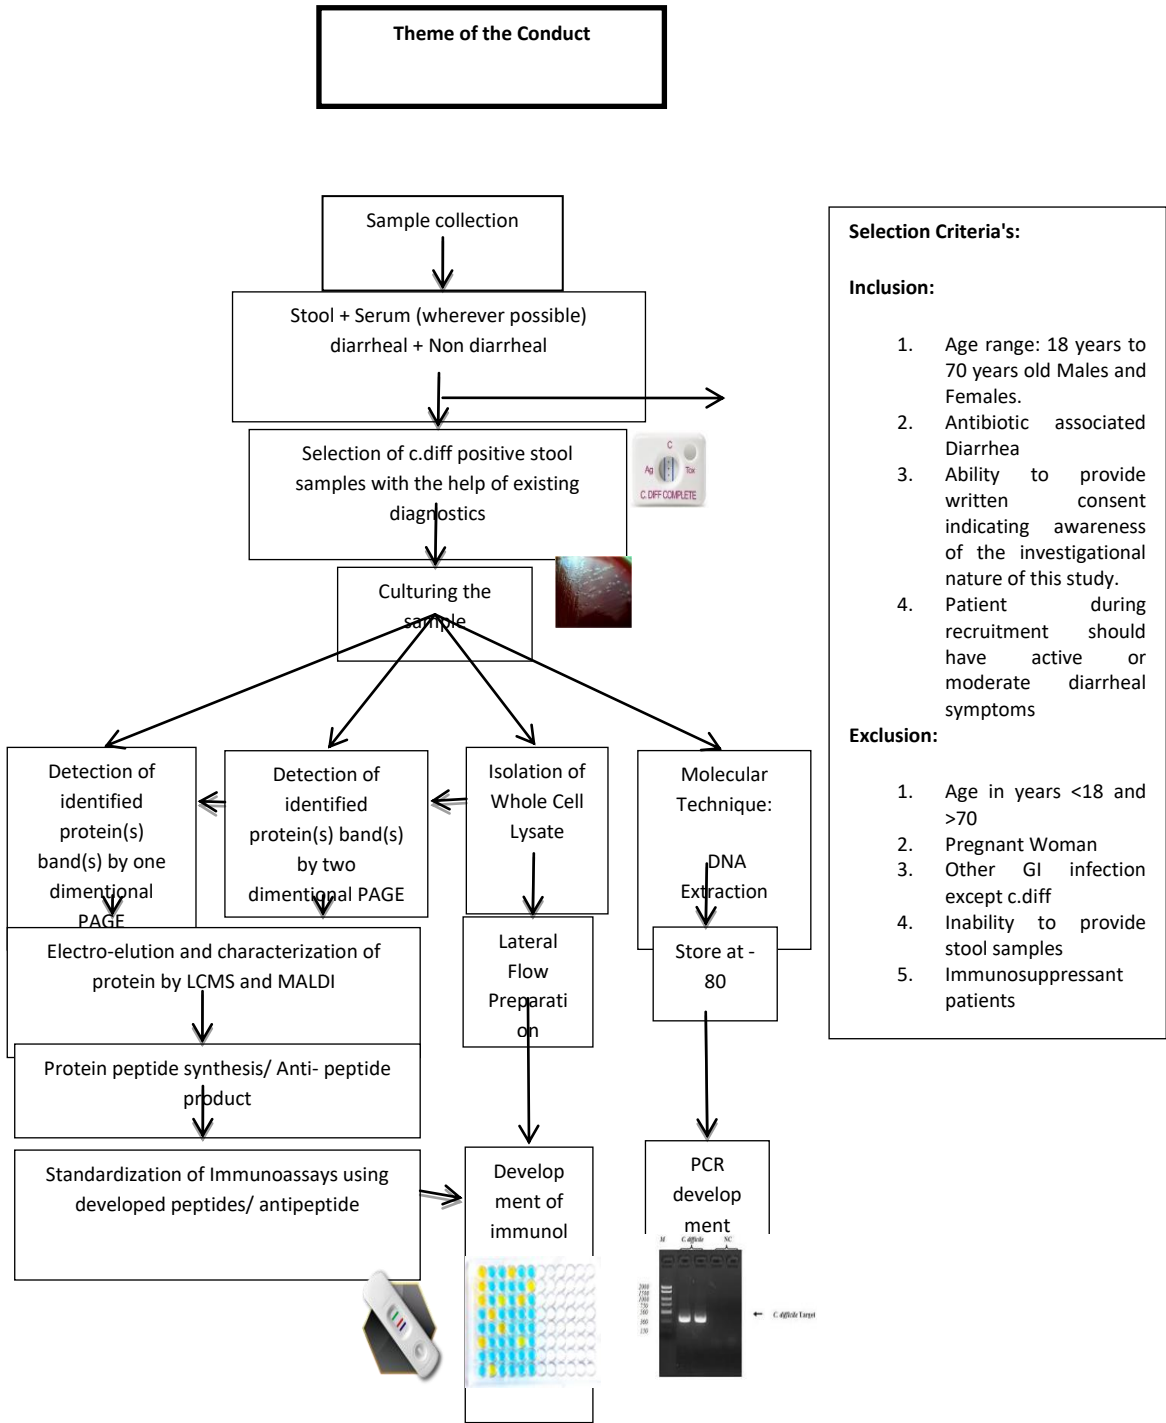 Theme of the Conduct
Sample collection
Stool + Serum (wherever possible)
diarrheal + Non diarrheal
Selection of c.diff positive stool
samples with the help of existing
diagnostics
C
Ag
Tox
C. DIFF COMPLETE
Culturing the
sample
Detection of
identified
protein(s)
band(s) by one
dimentional
PAGE
Detection of
identified
protein(s) band(s)
by two
dimentional PAGE
Isolation of
Whole Cell
Lysate
Molecular
Technique:
DNA
Extraction
Electro-elution and characterization of
protein by LCMS and MALDI
Lateral
Flow
Preparati
on
Store at -
80
Protein peptide synthesis/ Anti- peptide
product
Standardization of Immunoassays using
developed peptides/ antipeptide
Develop
ment of
immunol
PCR
develop
ment
M C. difficile NC
2000
1500
1000
750
500
300
150
← C. difficile Target
Selection Criteria's:
Inclusion:
1. Age range: 18 years to
70 years old Males and
Females.
2. Antibiotic associated
Diarrhea
3. Ability to provide
written consent
indicating awareness
of the investigational
nature of this study.
4. Patient during
recruitment should
have active or
moderate diarrheal
symptoms
Exclusion:
1. Age in years <18 and
>70
2. Pregnant Woman
3. Other GI infection
except c.diff
4. Inability to provide
stool samples
5. Immunosuppressant
patients